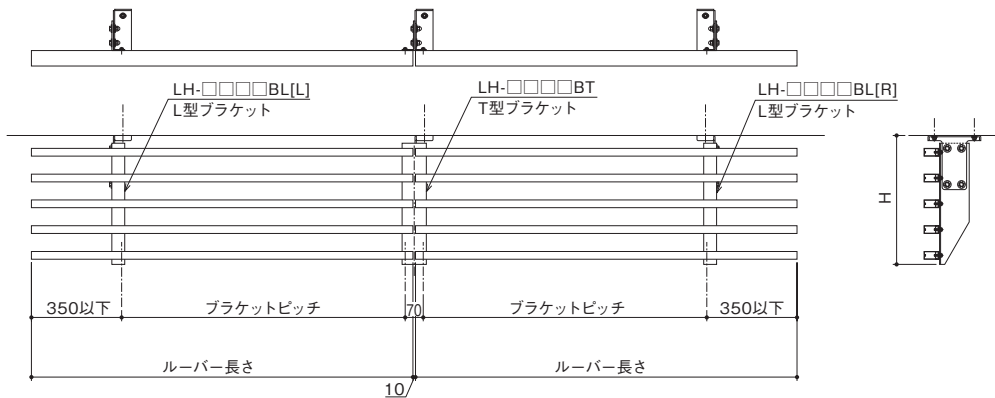 LH-□□□□BL[L]
L型ブラケット
LH-□□□□BT
T型ブラケット
LH-□□□□BL[R]
L型ブラケット
H
350以下
ブラケットピッチ
70
ブラケットピッチ
350以下
ルーバー長さ
ルーバー長さ
10